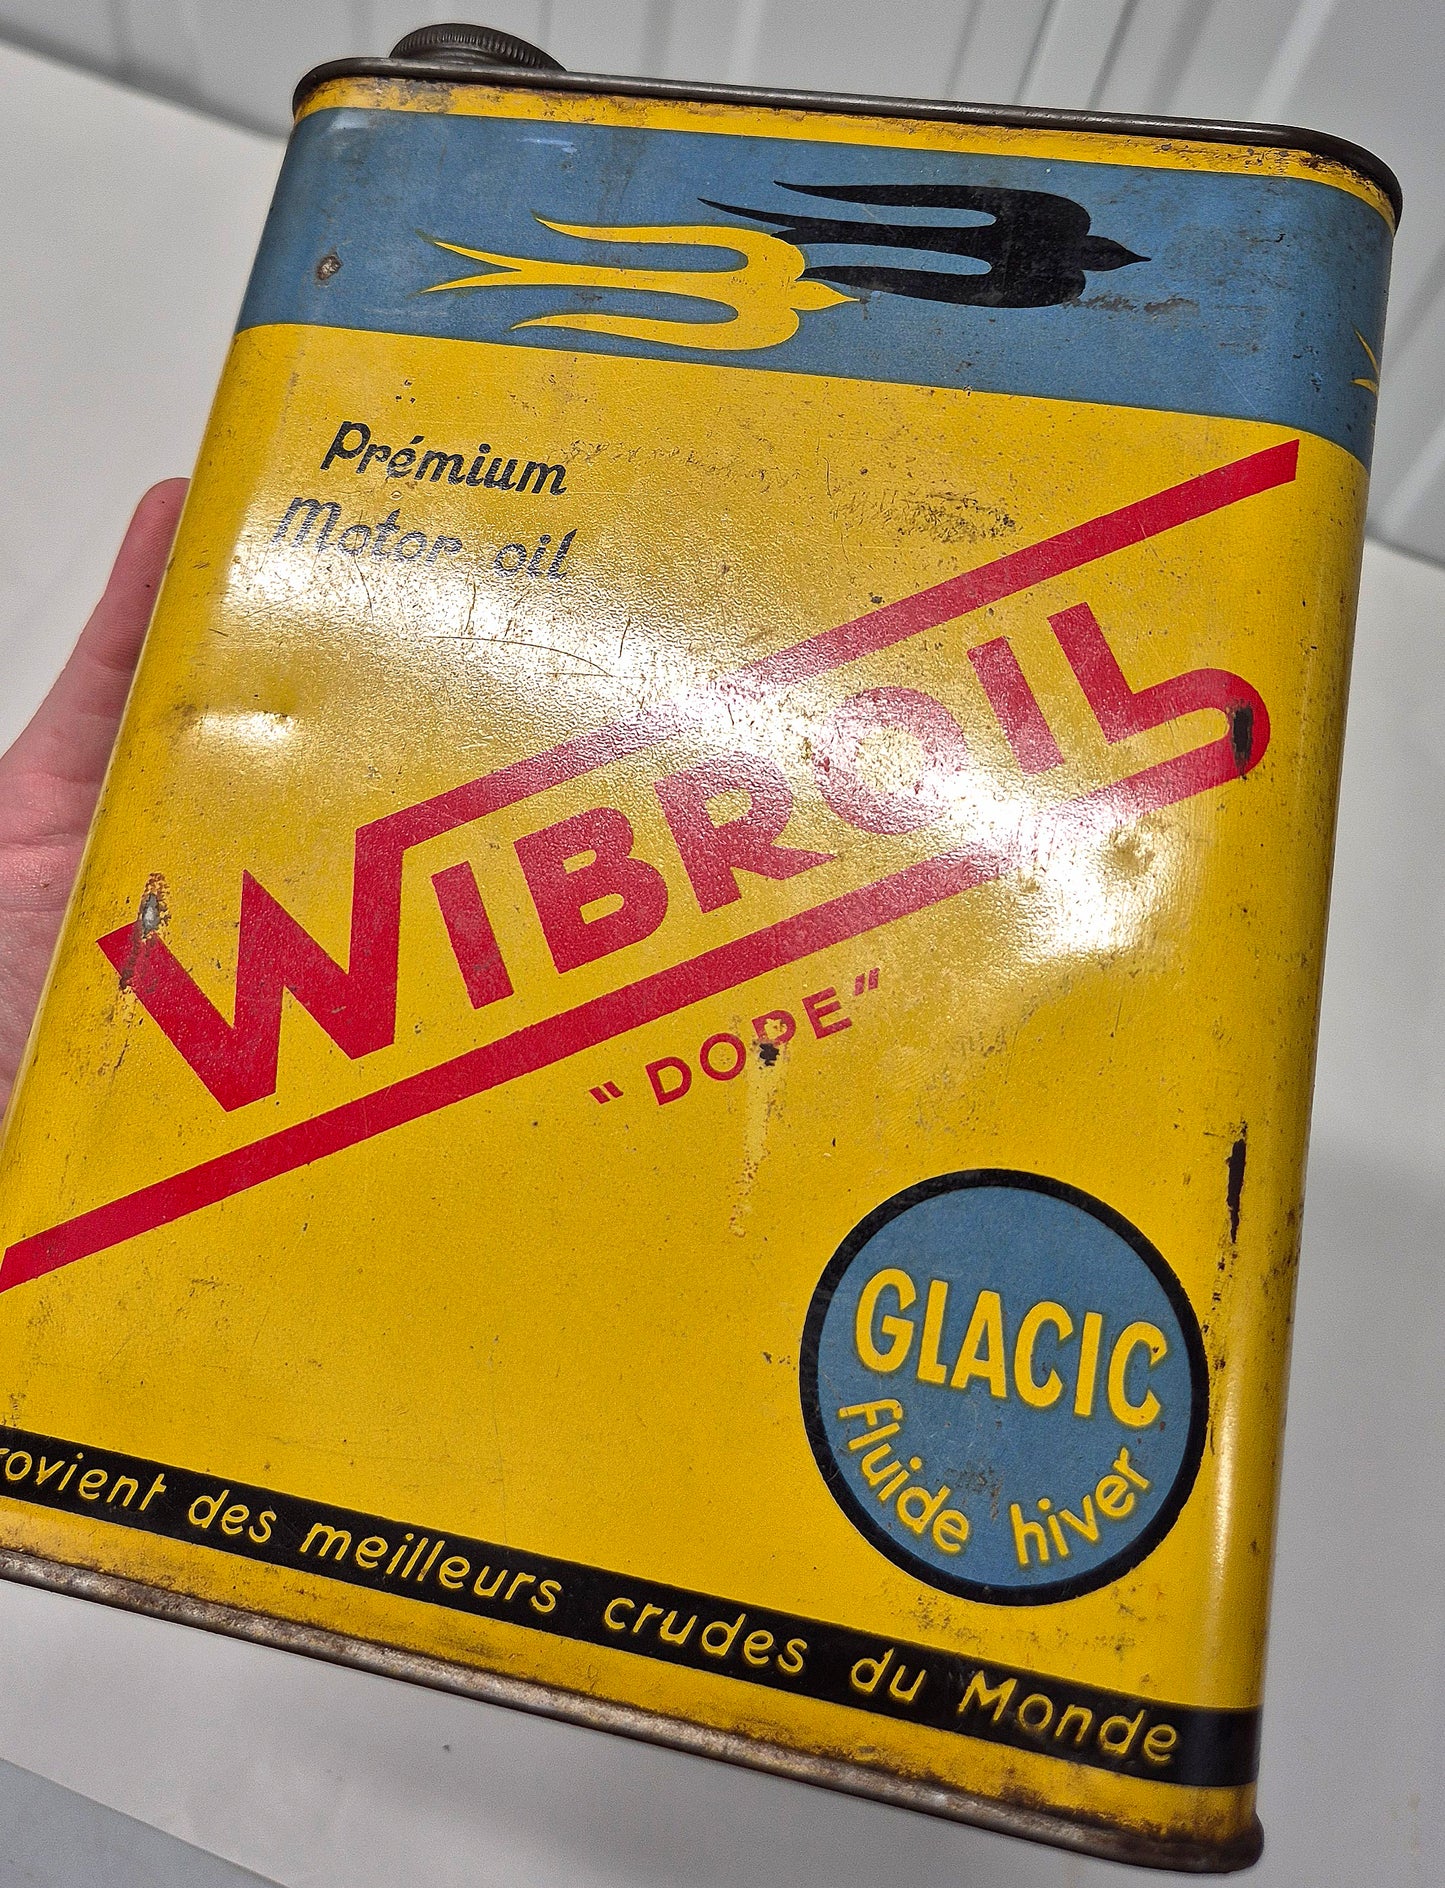 Prémium
Motor oil
WIBROIL
"DOPE"
GLACIC
fluide hiver
rovient des meilleurs crudes du Monde